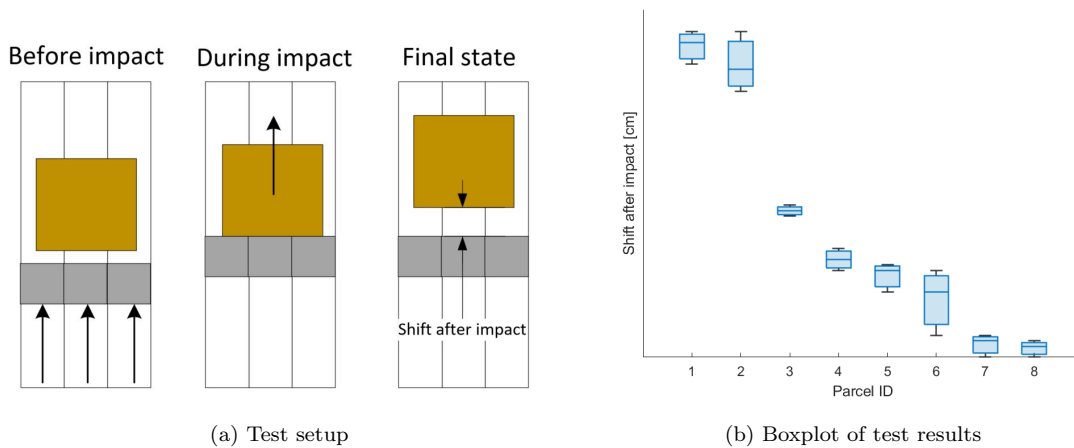 Before impact
During impact
Final state
Shift after impact
(a) Test setup
Shift after impact [cm]
1 2 3 4 5 6 7 8
Parcel ID
(b) Boxplot of test results